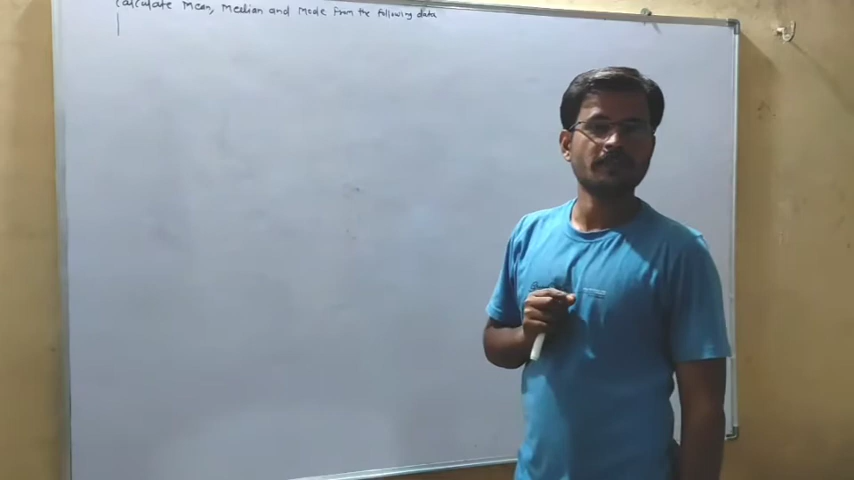 Calculate Mean, Median and Mode From the Following data